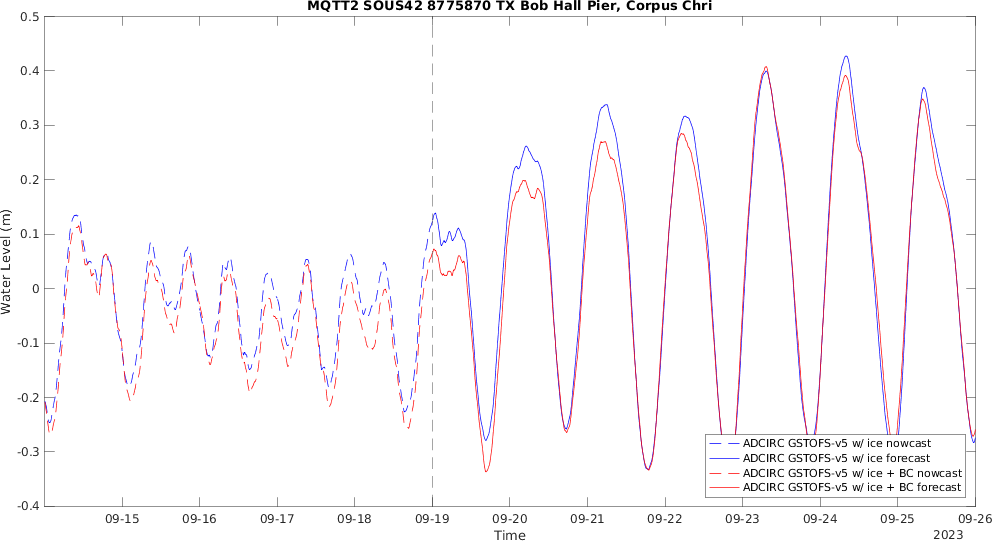 MQTT2 SOUS42 8775870 TX Bob Hall Pier, Corpus Chri
0.5
0.4
0.3
0.2
0.1
0
-0.1
-0.2
-0.3
-0.4
Water Level (m)
ADCIRC GSTOFS-v5 w/ ice nowcast
ADCIRC GSTOFS-v5 w/ ice forecast
ADCIRC GSTOFS-v5 w/ ice + BC nowcast
ADCIRC GSTOFS-v5 w/ ice + BC forecast
09-15 09-16 09-17 09-18 09-19 09-20 09-21 09-22 09-23 09-24 09-25 09-26
Time
2023